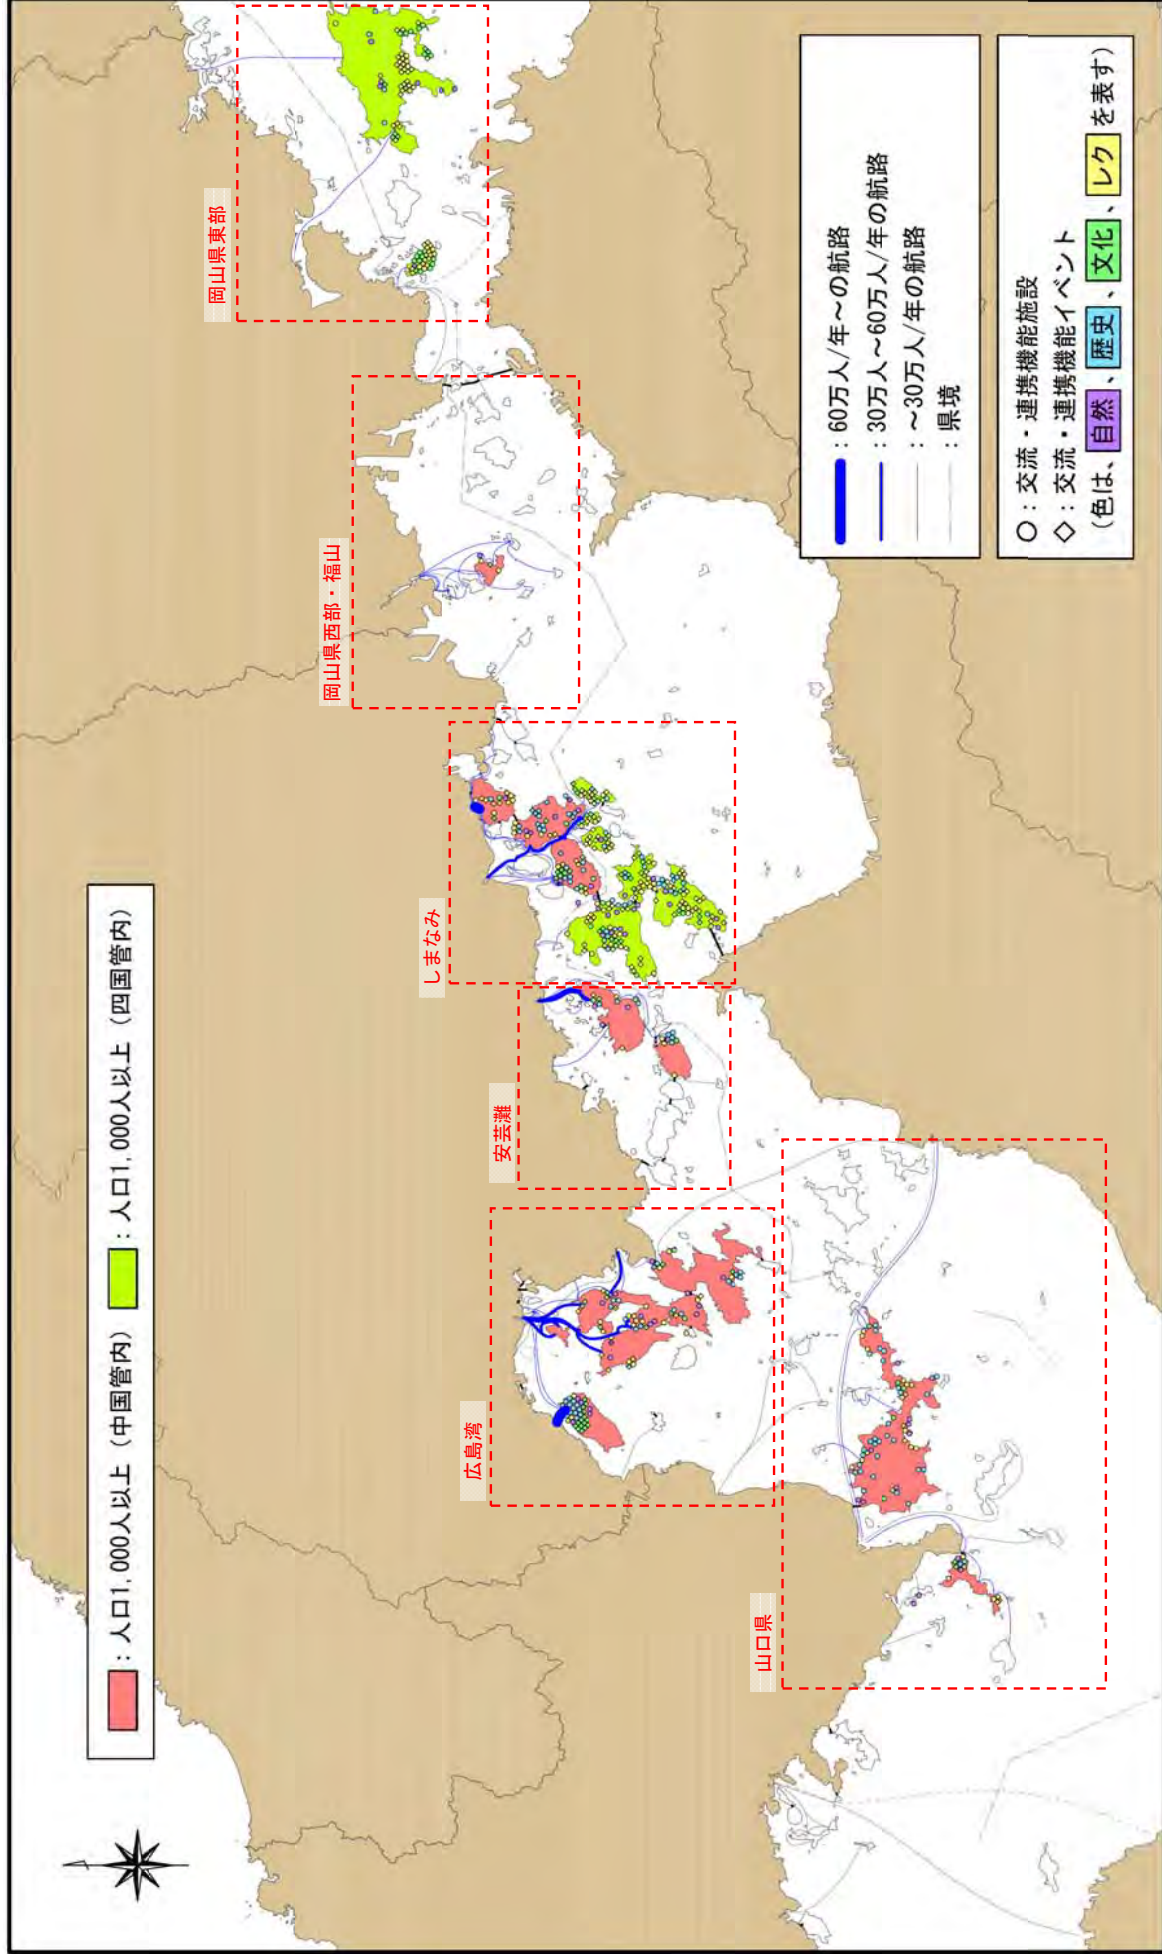 ：人口1,000人以上（中国管内）
：人口1,000人以上（四国管内）
山口県
広島湾
安芸灘
しまなみ
岡山県西部・福山
岡山県東部
：60万人/年～の航路
：30万人～60万人/年の航路
：～30万人/年の航路
：県境
○：交流・連携機能施設
◇：交流・連携機能イベント
（色は、自然、歴史、文化、レクを表す）